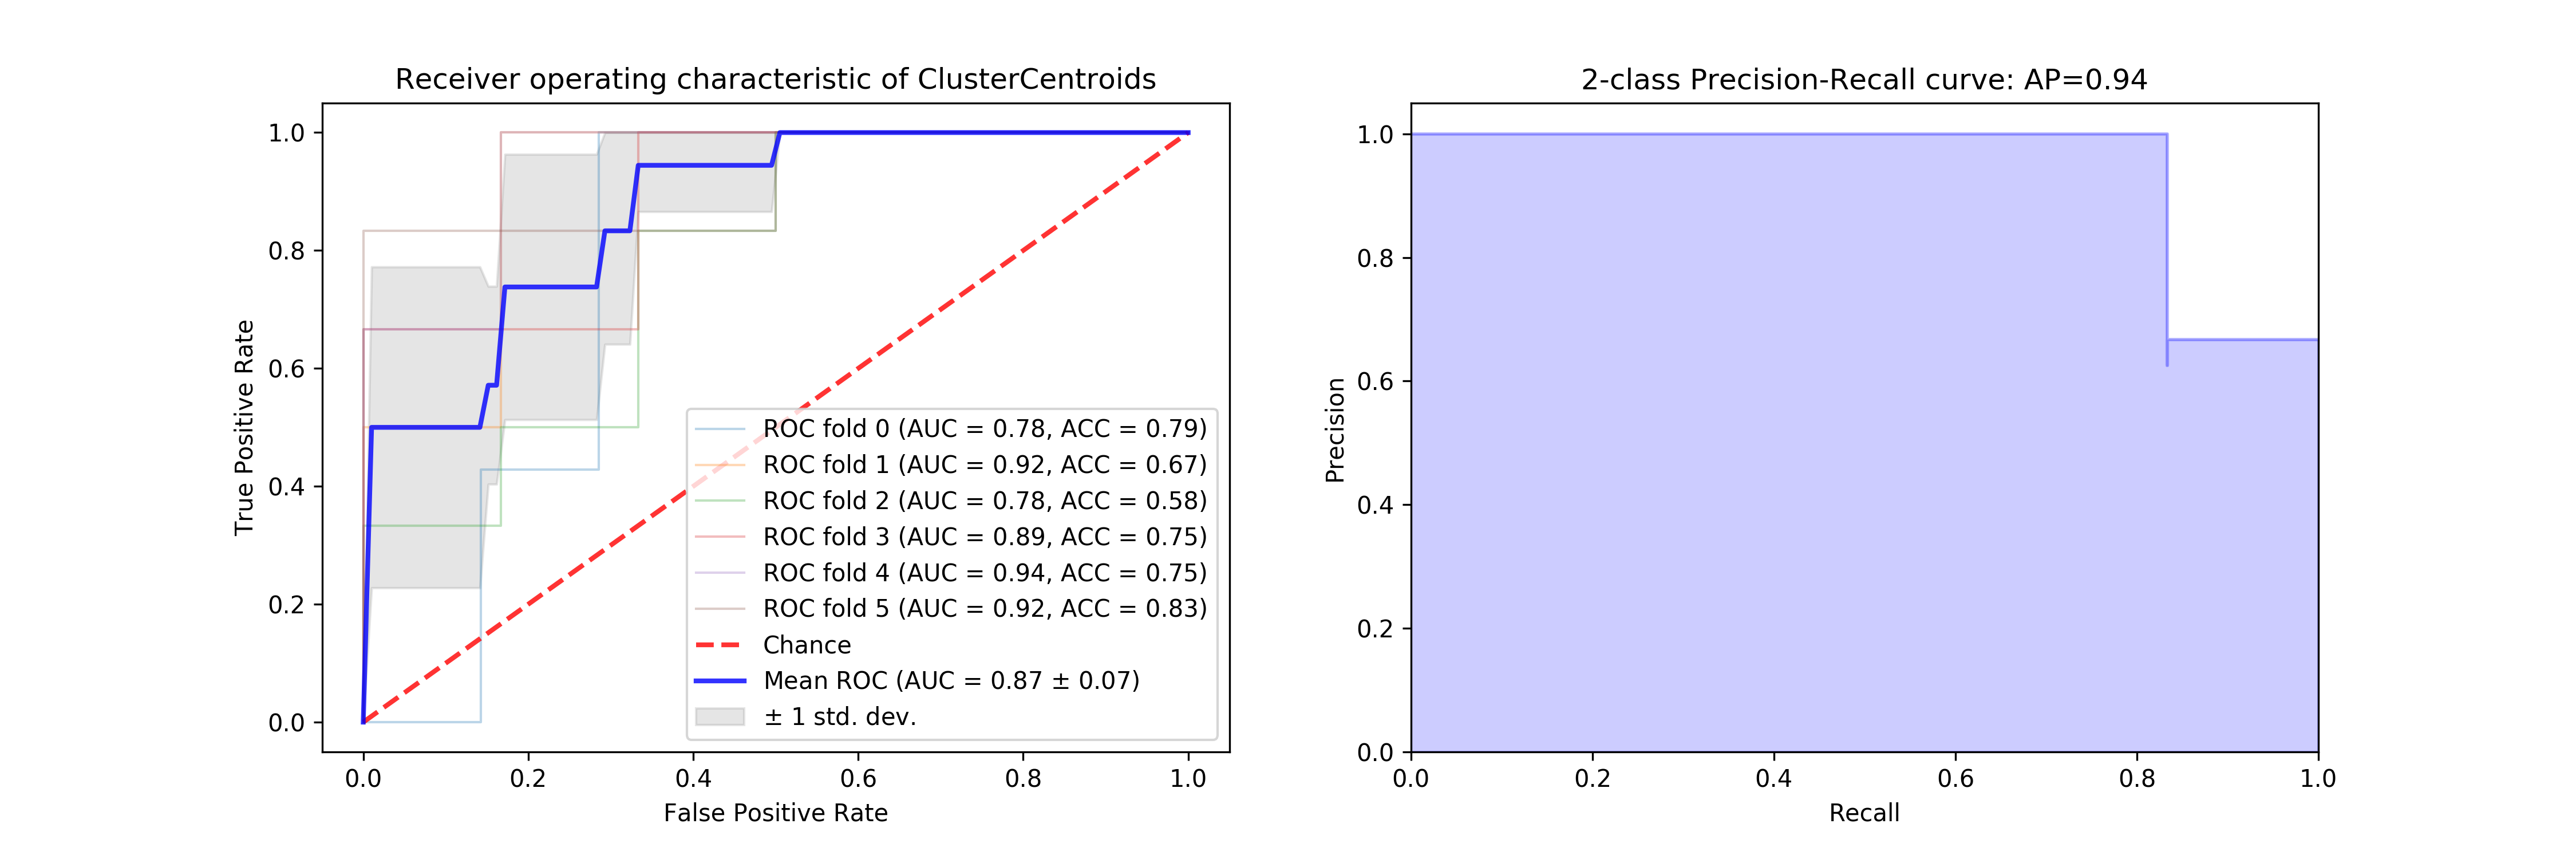 Receiver operating characteristic of ClusterCentroids
True Positive Rate
1.0
0.8
0.6
0.4
0.2
0.0
ROC fold 0 (AUC = 0.78, ACC = 0.79)
ROC fold 1 (AUC = 0.92, ACC = 0.67)
ROC fold 2 (AUC = 0.78, ACC = 0.58)
ROC fold 3 (AUC = 0.89, ACC = 0.75)
ROC fold 4 (AUC = 0.94, ACC = 0.75)
ROC fold 5 (AUC = 0.92, ACC = 0.83)
Chance
Mean ROC (AUC = 0.87 ± 0.07)
± 1 std. dev.
0.0 0.2 0.4 0.6 0.8 1.0
False Positive Rate
2-class Precision-Recall curve: AP=0.94
Precision
1.0
0.8
0.6
0.4
0.2
0.0
0.0 0.2 0.4 0.6 0.8 1.0
Recall